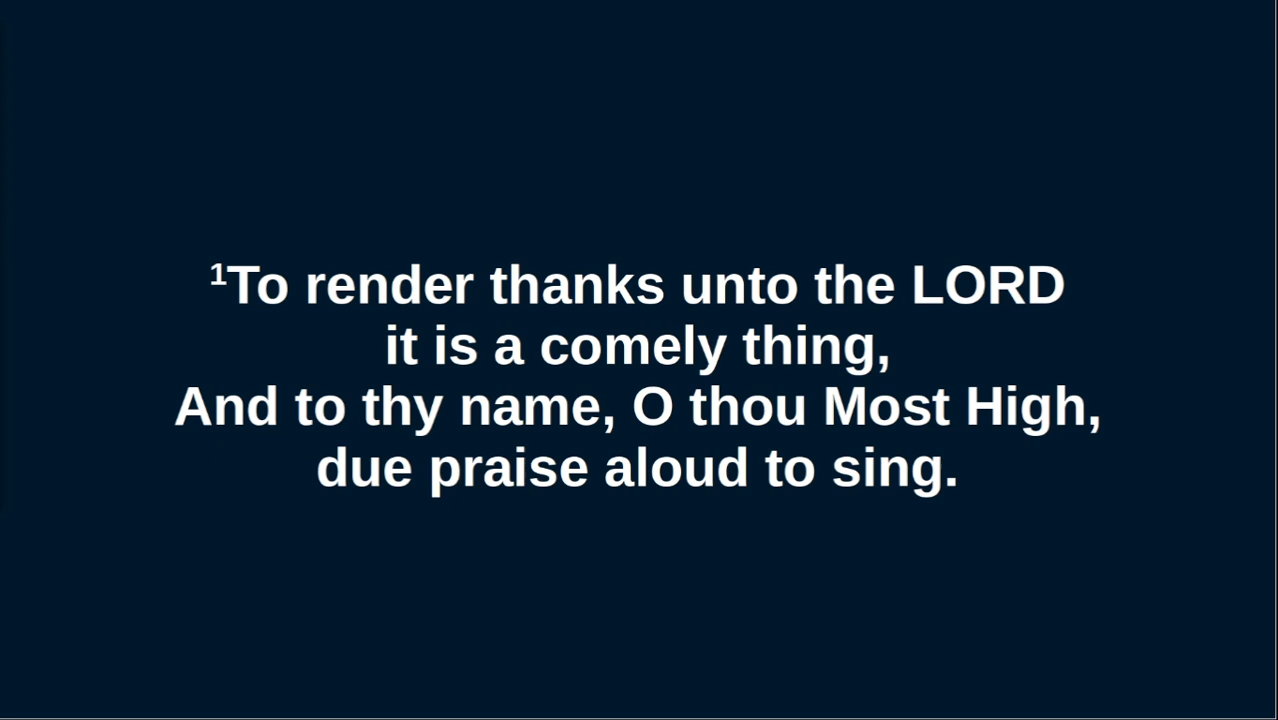 ¹To render thanks unto the LORD
it is a comely thing,
And to thy name, O thou Most High,
due praise aloud to sing.